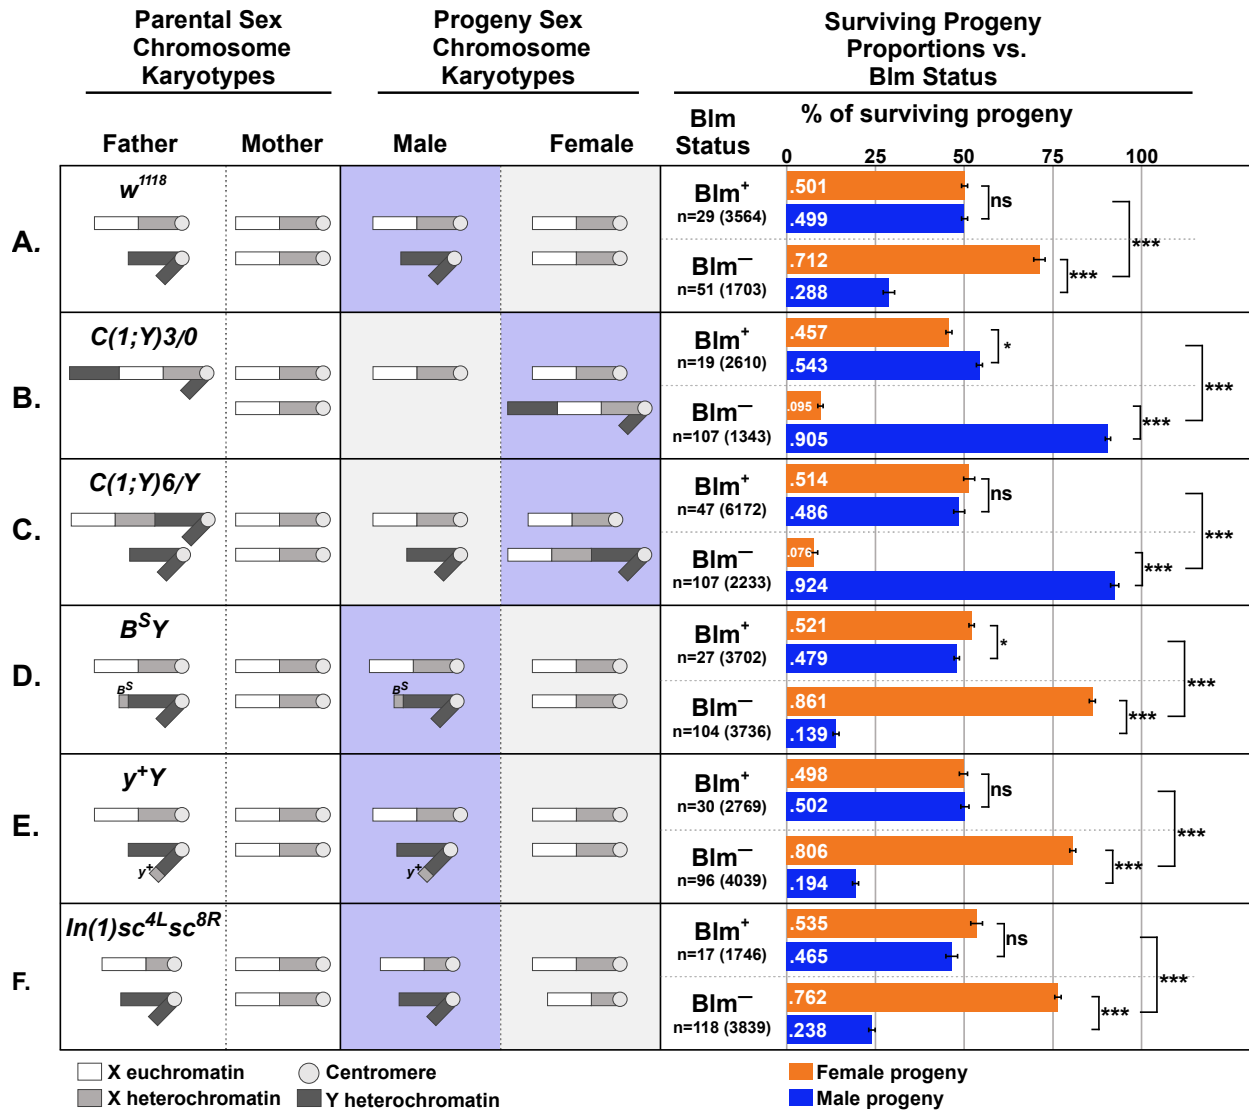 Parental Sex
Chromosome
Karyotypes
Progeny Sex
Chromosome
Karyotypes
Surviving Progeny
Proportions vs.
Blm Status
Father
Mother
Male
Female
Blm
Status
% of surviving progeny
0 25 50 75 100
A.
w1118
Blm+
n=29 (3564)
.501
.499
ns
Blm—
n=51 (1703)
.712
.288
***
***
B.
C(1;Y)3/0
Blm+
n=19 (2610)
.457
.543
*
Blm—
n=107 (1343)
.095
.905
***
***
C.
C(1;Y)6/Y
Blm+
n=47 (6172)
.514
.486
ns
Blm—
n=107 (2233)
.076
.924
***
***
D.
BSY
BS
BS
Blm+
n=27 (3702)
.521
.479
*
Blm—
n=104 (3736)
.861
.139
***
***
E.
y+Y
y+
y+
Blm+
n=30 (2769)
.498
.502
ns
Blm—
n=96 (4039)
.806
.194
***
***
F.
In(1)sc4Lsc8R
Blm+
n=17 (1746)
.535
.465
ns
Blm—
n=118 (3839)
.762
.238
***
***
X euchromatin
Centromere
X heterochromatin
Y heterochromatin
Female progeny
Male progeny